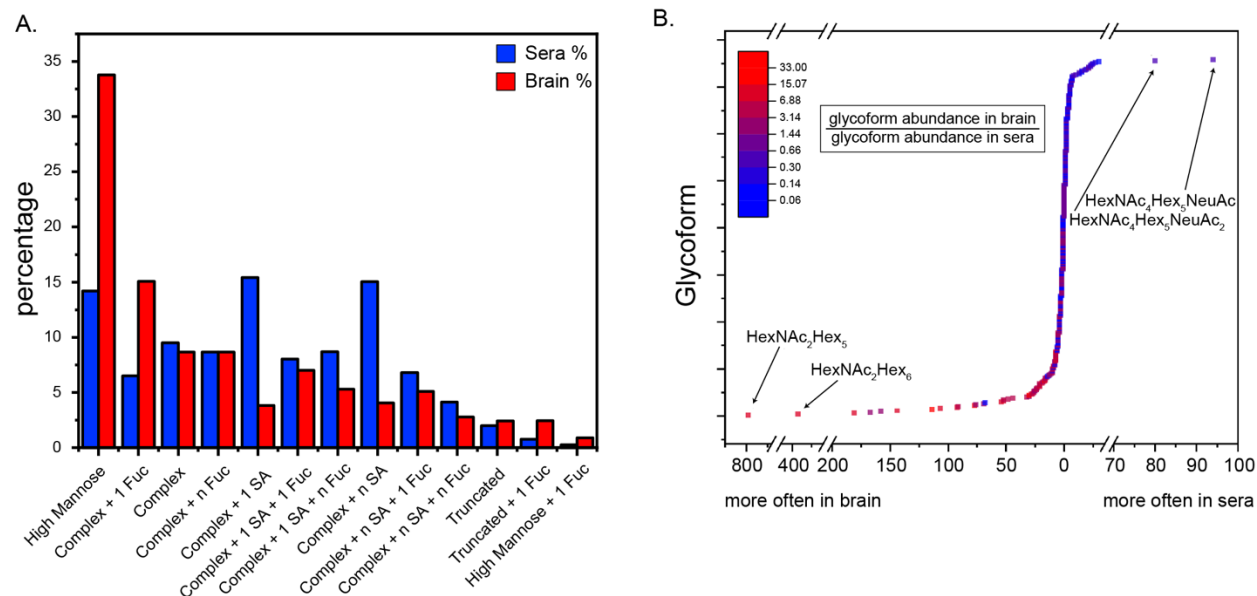 A.
35
30
25
20
15
10
5
0
percentage
Sera %
Brain %
High Mannose
Complex + 1 Fuc
Complex
Complex + n Fuc
Complex + 1 SA
Complex + 1 SA + 1 Fuc
Complex + 1 SA + n Fuc
Complex + n SA
Complex + n SA + 1 Fuc
Complex + n SA + n Fuc
Truncated
Truncated + 1 Fuc
High Mannose + 1 Fuc
B.
Glycoform
33.00
15.07
6.88
3.14
1.44
0.66
0.30
0.14
0.06
glycoform abundance in brain
glycoform abundance in sera
HexNAc₄Hex₅NeuAc
HexNAc₄Hex₅NeuAc₂
HexNAc₂Hex₅
HexNAc₂Hex₆
800 400 200 150 100 50 0 70 80 90 100
more often in brain more often in sera